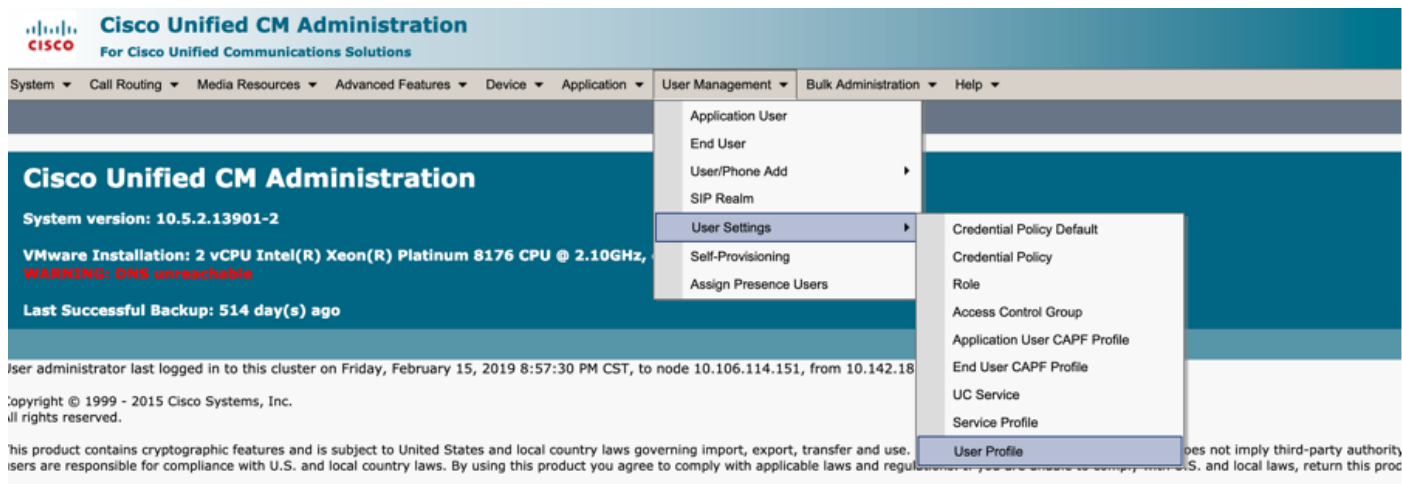 CISCO
Cisco Unified CM Administration
For Cisco Unified Communications Solutions
System Call Routing Media Resources Advanced Features Device Application User Management Bulk Administration Help
Application User
End User
User/Phone Add
SIP Realm
User Settings
Self-Provisioning
Assign Presence Users
Credential Policy Default
Credential Policy
Role
Access Control Group
Application User CAPF Profile
End User CAPF Profile
UC Service
Service Profile
User Profile
Cisco Unified CM Administration
System version: 10.5.2.13901-2
VMware Installation: 2 vCPU Intel(R) Xeon(R) Platinum 8176 CPU @ 2.10GHz,
WARNING: DNS unreachable
Last Successful Backup: 514 day(s) ago
User administrator last logged in to this cluster on Friday, February 15, 2019 8:57:30 PM CST, to node 10.106.114.151, from 10.142.18
Copyright © 1999 - 2015 Cisco Systems, Inc.
All rights reserved.
This product contains cryptographic features and is subject to United States and local country laws governing import, export, transfer and use. oes not imply third-party authority
users are responsible for compliance with U.S. and local country laws. By using this product you agree to comply with applicable laws and S. and local laws, return this prod